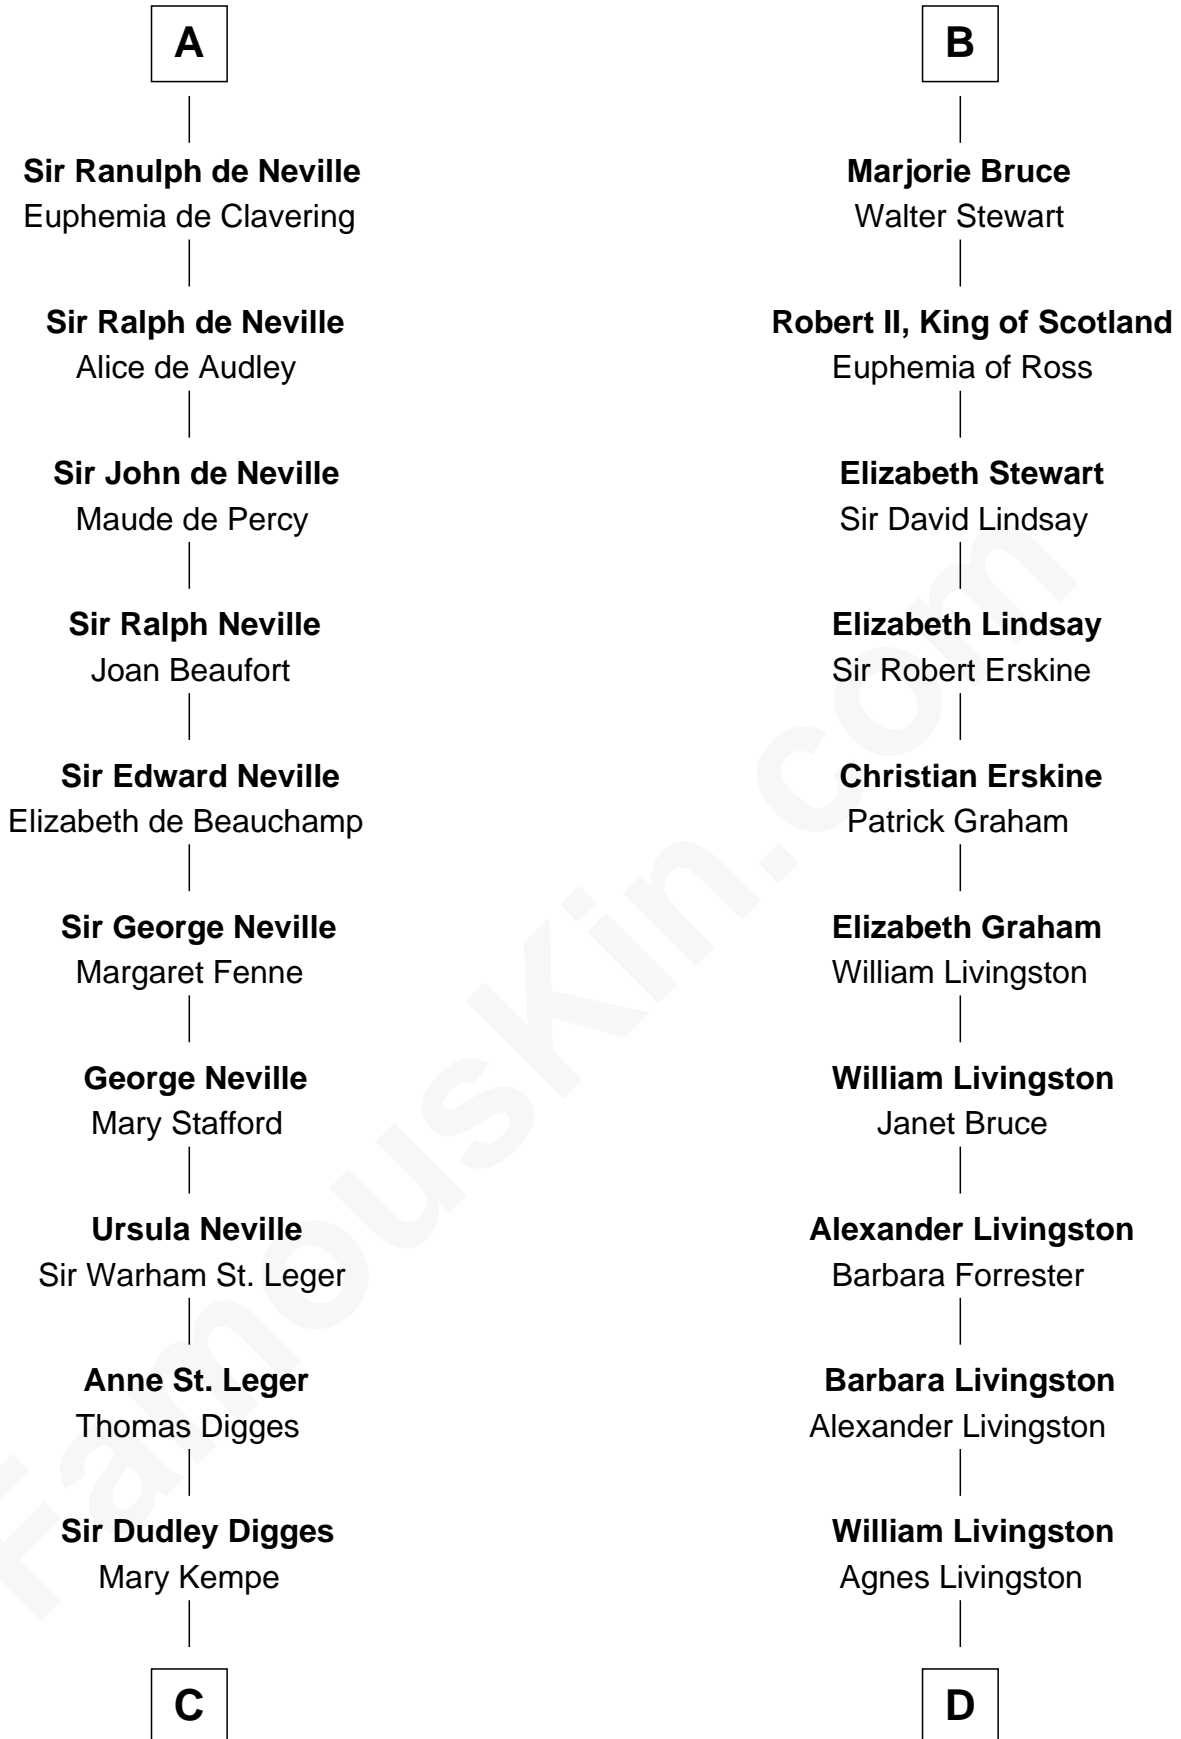 A
Sir Ranulph de Neville
Euphemia de Clavering
Sir Ralph de Neville
Alice de Audley
Sir John de Neville
Maude de Percy
Sir Ralph Neville
Joan Beaufort
Sir Edward Neville
Elizabeth de Beauchamp
Sir George Neville
Margaret Fenne
George Neville
Mary Stafford
Ursula Neville
Sir Warham St. Leger
Anne St. Leger
Thomas Digges
Sir Dudley Digges
Mary Kempe
C
B
Marjorie Bruce
Walter Stewart
Robert II, King of Scotland
Euphemia of Ross
Elizabeth Stewart
Sir David Lindsay
Elizabeth Lindsay
Sir Robert Erskine
Christian Erskine
Patrick Graham
Elizabeth Graham
William Livingston
William Livingston
Janet Bruce
Alexander Livingston
Barbara Forrester
Barbara Livingston
Alexander Livingston
William Livingston
Agnes Livingston
D
FamousKin.com